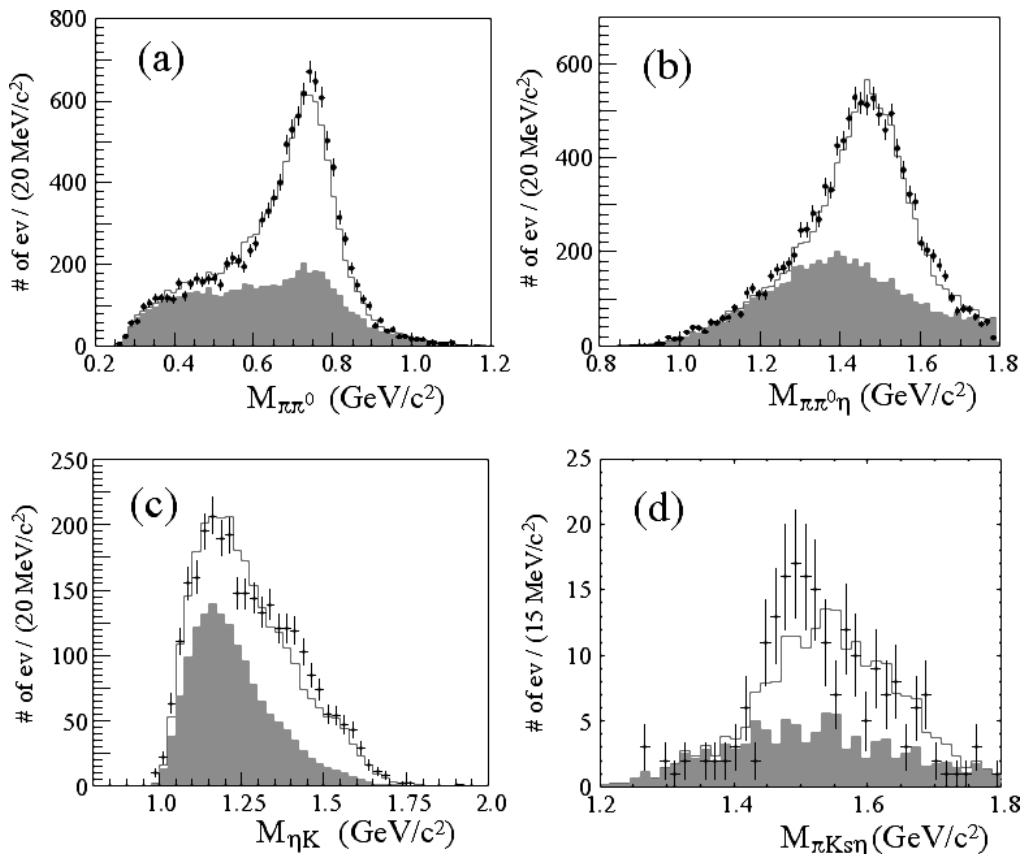 (a)
# of ev / (20 MeV/c²)
800
600
400
200
0
0.2 0.4 0.6 0.8 1.0 1.2
Mππ⁰ (GeV/c²)
(b)
# of ev / (20 MeV/c²)
600
400
200
0
1.0 1.2 1.4 1.6 1.8
Mππ⁰η (GeV/c²)
(c)
# of ev / (20 MeV/c²)
250
200
150
100
50
0
1.0 1.25 1.5 1.75 2.0
MηK (GeV/c²)
(d)
# of ev / (15 MeV/c²)
25
20
15
10
5
0
1.2 1.4 1.6 1.8
MπKsη (GeV/c²)